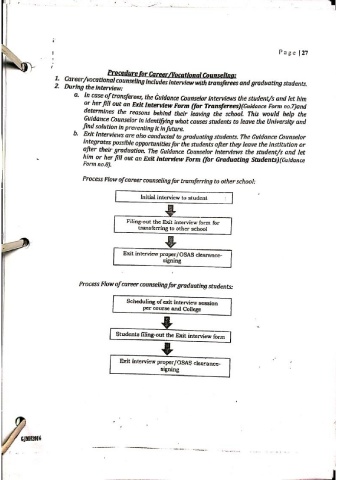 Page | 27
Procedure for Career/Vocational Counseling:
1. Career/vocational counseling includes interview with transferees and graduating students.
2. During the interview:
a. In case of transferees, the Guidance Counselor interviews the student/s and let him
or her fill out an Exit Interview Form (for Transferees)(Guidance Form no.7)and
determines the reasons behind their leaving the school. This would help the
Guidance Counselor in identifying what causes students to leave the University and
find solution in preventing it in future.
b. Exit Interviews are also conducted to graduating students. The Guidance Counselor
integrates possible opportunities for the students after they leave the institution or
after their graduation. The Guidance Counselor interviews the student/s and let
him or her fill out an Exit Interview Form (for Graduating Students)(Guidance
Form no.8).
Process Flow of career counseling for transferring to other school:
Initial interview to student
Filing-out the Exit interview form for
transferring to other school
Exit interview proper/OSAS clearance-
signing
Process Flow of career counseling for graduating students:
Scheduling of exit interview session
per course and College
Students filing-out the Exit interview form
Exit interview proper/OSAS clearance-
signing